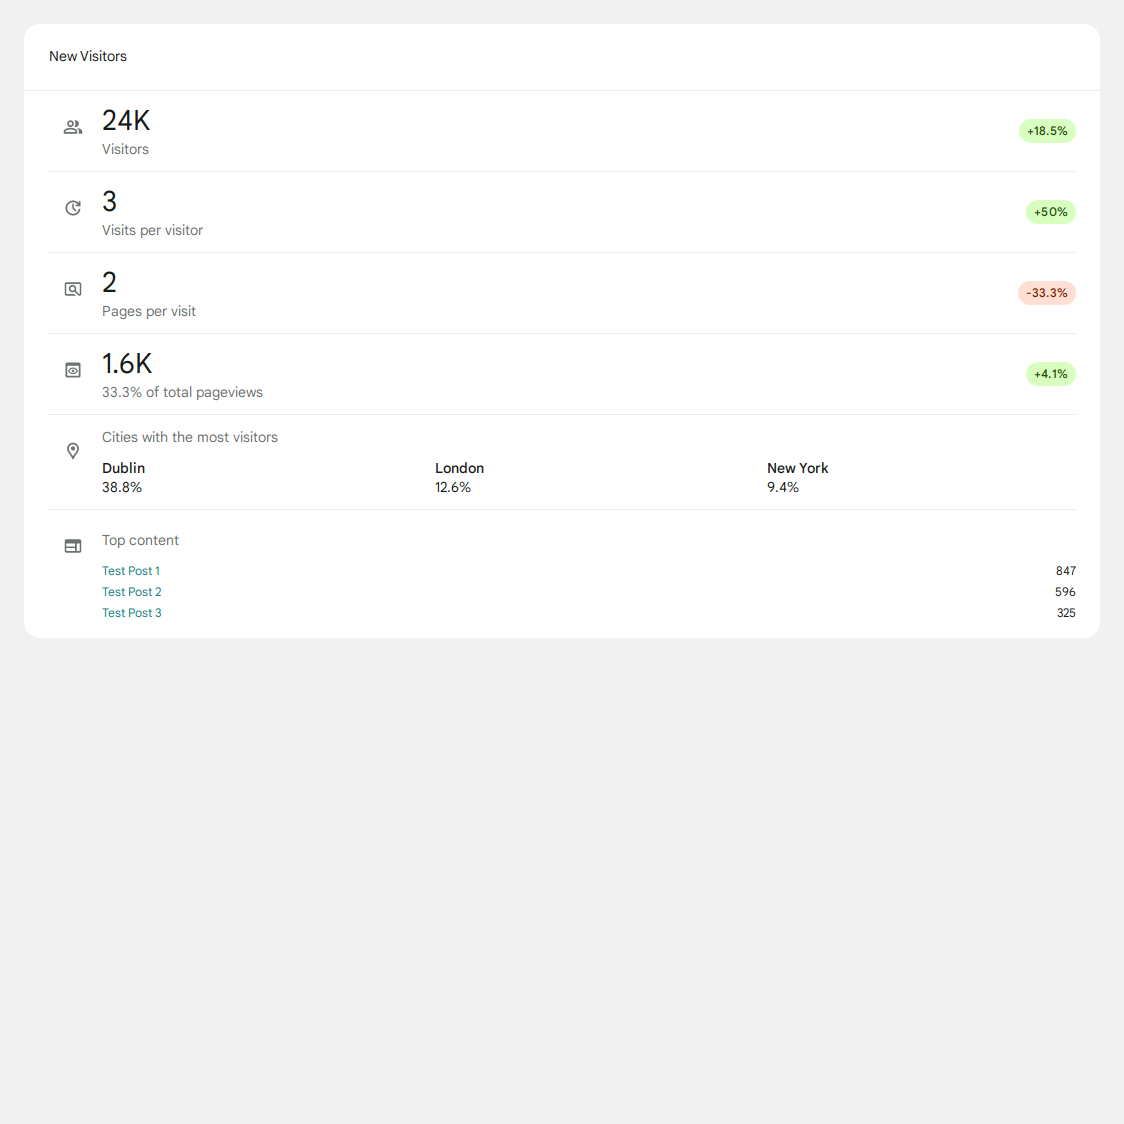 New Visitors
24K
Visitors
+18.5%
3
Visits per visitor
+50%
2
Pages per visit
-33.3%
1.6K
33.3% of total pageviews
+4.1%
Cities with the most visitors
Dublin London New York
38.8% 12.6% 9.4%
Top content
Test Post 1 847
Test Post 2 596
Test Post 3 325